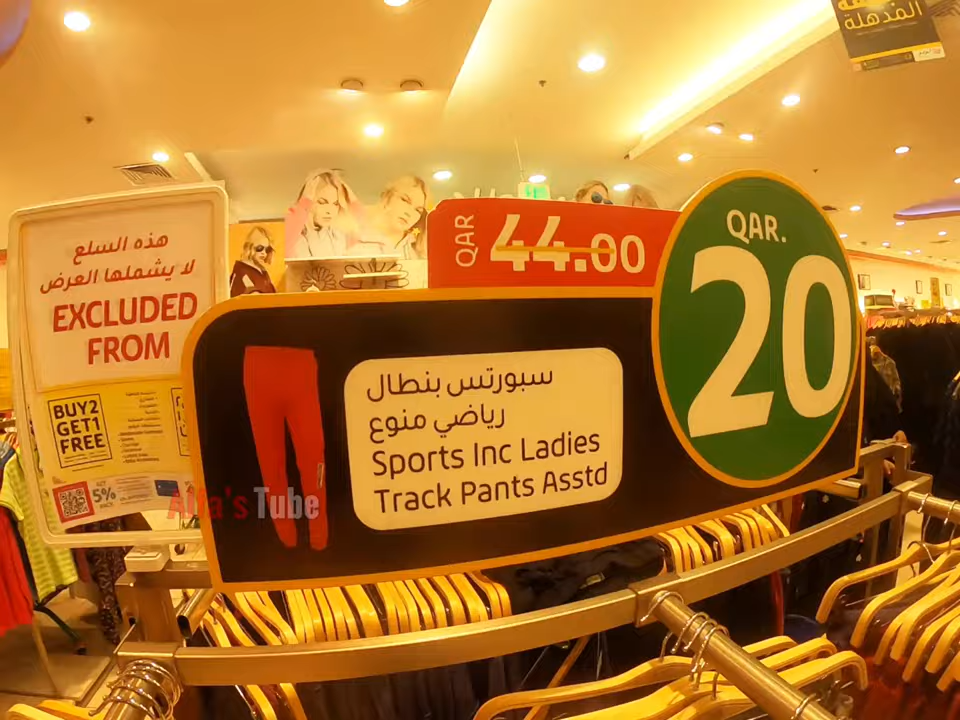 المذهلة
هذه السلع
لا يشملها العرض
EXCLUDED
FROM
BUY2
GET1
FREE
5%
QAR 44.00
QAR.
20
سبورتس بنطال
رياضي منوع
Sports Inc Ladies
Track Pants Asstd
Alfa's Tube